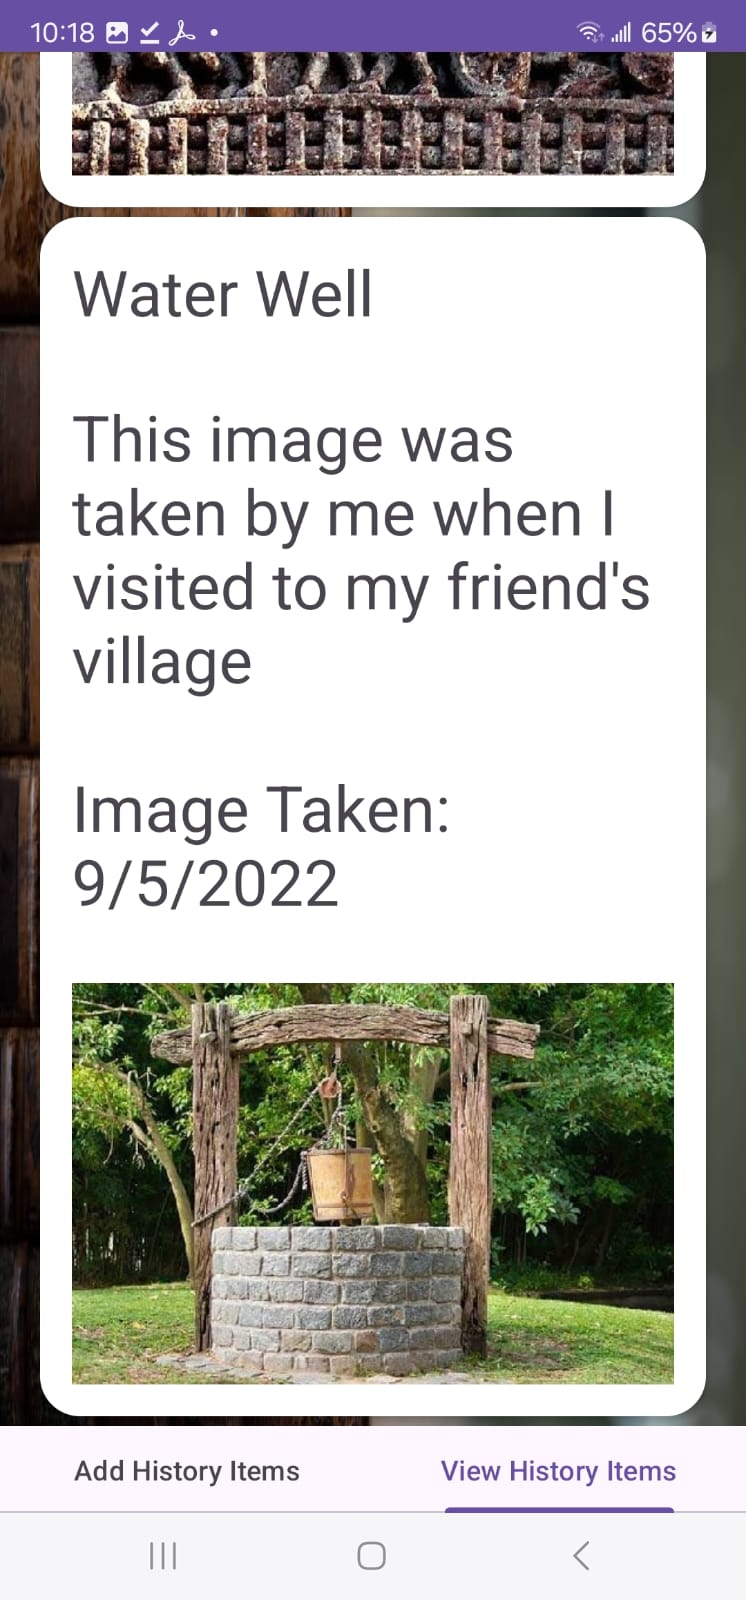 10:18 65%
Water Well
This image was
taken by me when I
visited to my friend's
village
Image Taken:
9/5/2022
Add History Items View History Items